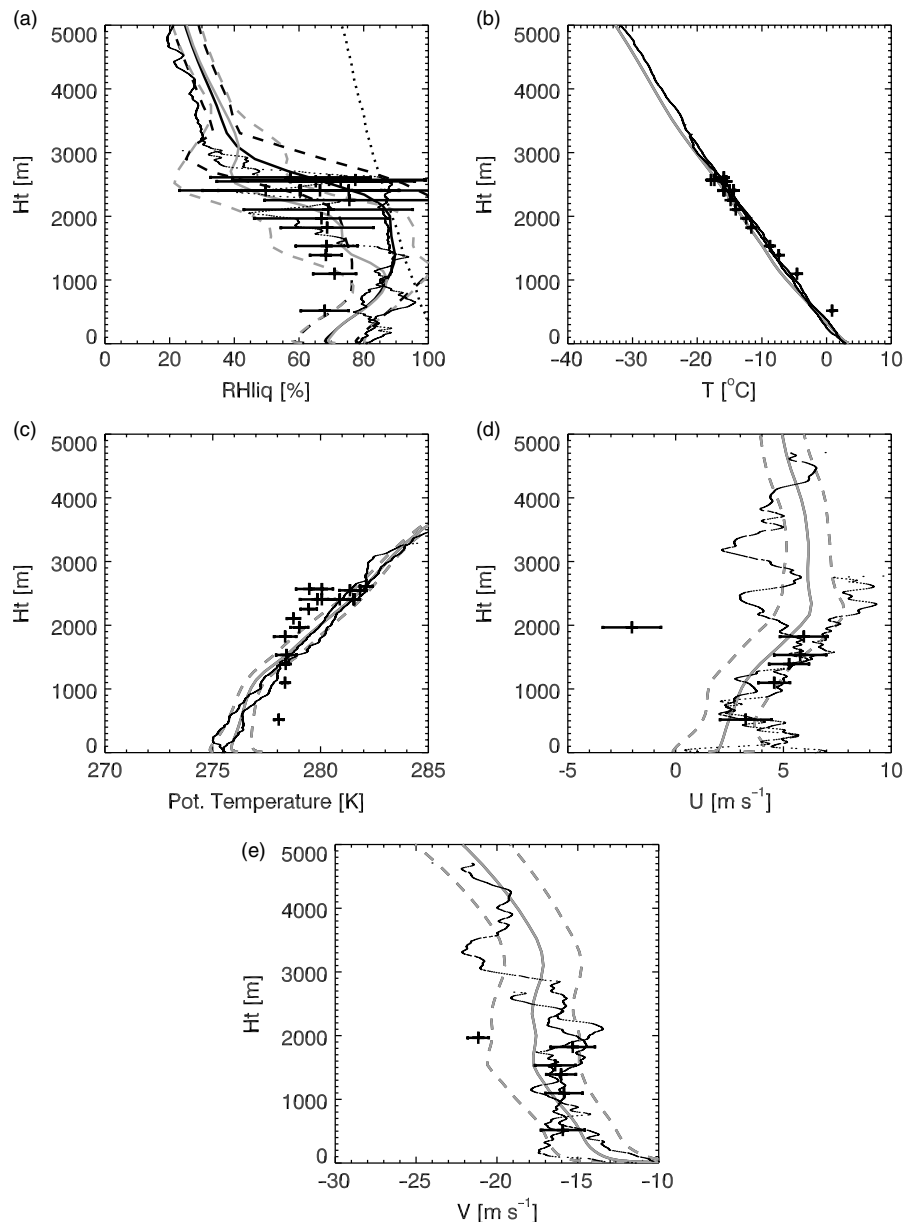 (a)
5000
4000
3000
2000
1000
0
Ht [m]
0 20 40 60 80 100
RHliq [%]
(b)
5000
4000
3000
2000
1000
0
Ht [m]
−40 −30 −20 −10 0 10
T [°C]
(c)
5000
4000
3000
2000
1000
0
Ht [m]
270 275 280 285
Pot. Temperature [K]
(d)
5000
4000
3000
2000
1000
0
Ht [m]
−5 0 5 10
U [m s⁻¹]
(e)
5000
4000
3000
2000
1000
0
Ht [m]
−30 −25 −20 −15 −10
V [m s⁻¹]